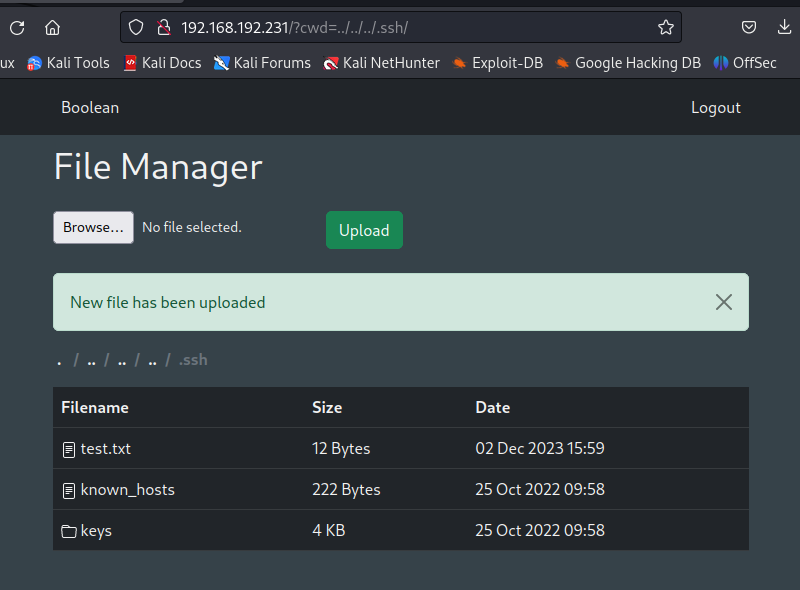 192.168.192.231/?cwd=../../../.ssh/
ux Kali Tools Kali Docs Kali Forums Kali NetHunter Exploit-DB Google Hacking DB OffSec
Boolean Logout
File Manager
Browse... No file selected. Upload
New file has been uploaded
. / .. / .. / .. / .ssh
Filename Size Date
test.txt 12 Bytes 02 Dec 2023 15:59
known_hosts 222 Bytes 25 Oct 2022 09:58
keys 4 KB 25 Oct 2022 09:58